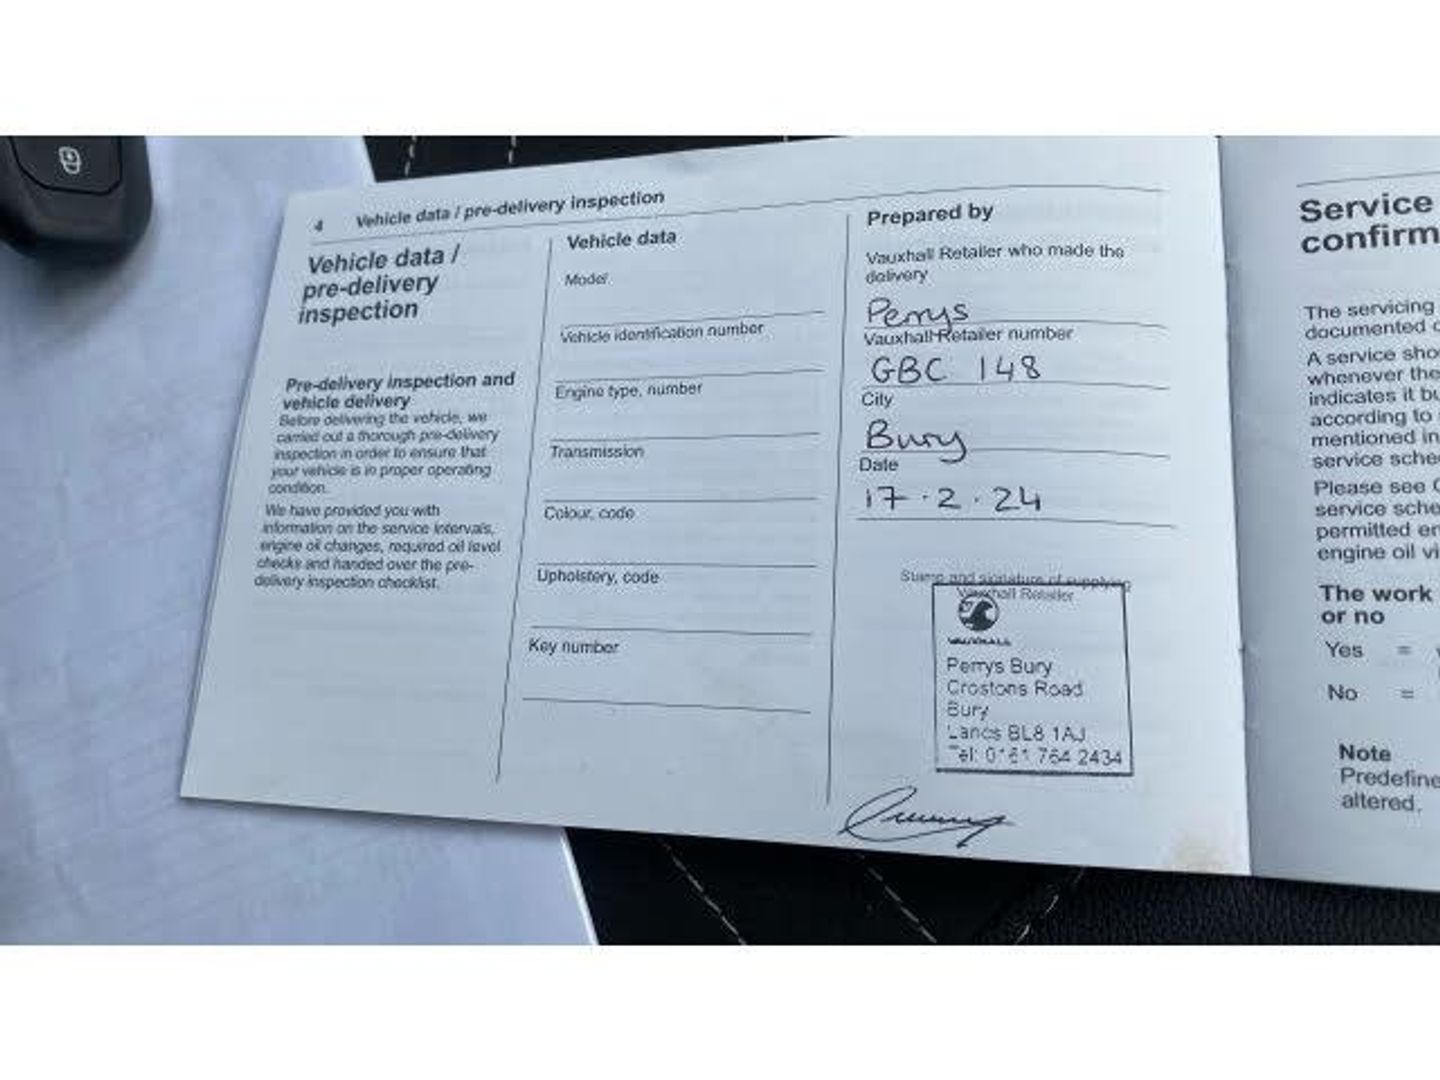 4 Vehicle data / pre-delivery inspection
Vehicle data /
pre-delivery
inspection
Pre-delivery inspection and
vehicle delivery
Before delivering the vehicle, we
carried out a thorough pre-delivery
inspection in order to ensure that
your vehicle is in proper operating
condition.
We have provided you with
information on the service intervals,
engine oil changes, required oil level
checks and handed over the pre-
delivery inspection checklist.
Vehicle data
Model
Vehicle identification number
Engine type, number
Transmission
Colour, code
Upholstery, code
Key number
Prepared by
Vauxhall Retailer who made the
delivery
Perrys
Vauxhall Retailer number
GBC 148
City
Bury
Date
17.2.24
Stamp and signature of supplying
Vauxhall Retailer
VAUXHALL
Perrys Bury
Crostons Road
Bury
Lancs BL8 1AJ
Tel: 0161 764 2434
Service
confirm
The servicing
documented
A service sho
whenever the
indicates it bu
according to
mentioned in
service sche
Please see
service sche
permitted en
engine oil vi
The work
or no
Yes =
No =
Note
Predefine
altered.